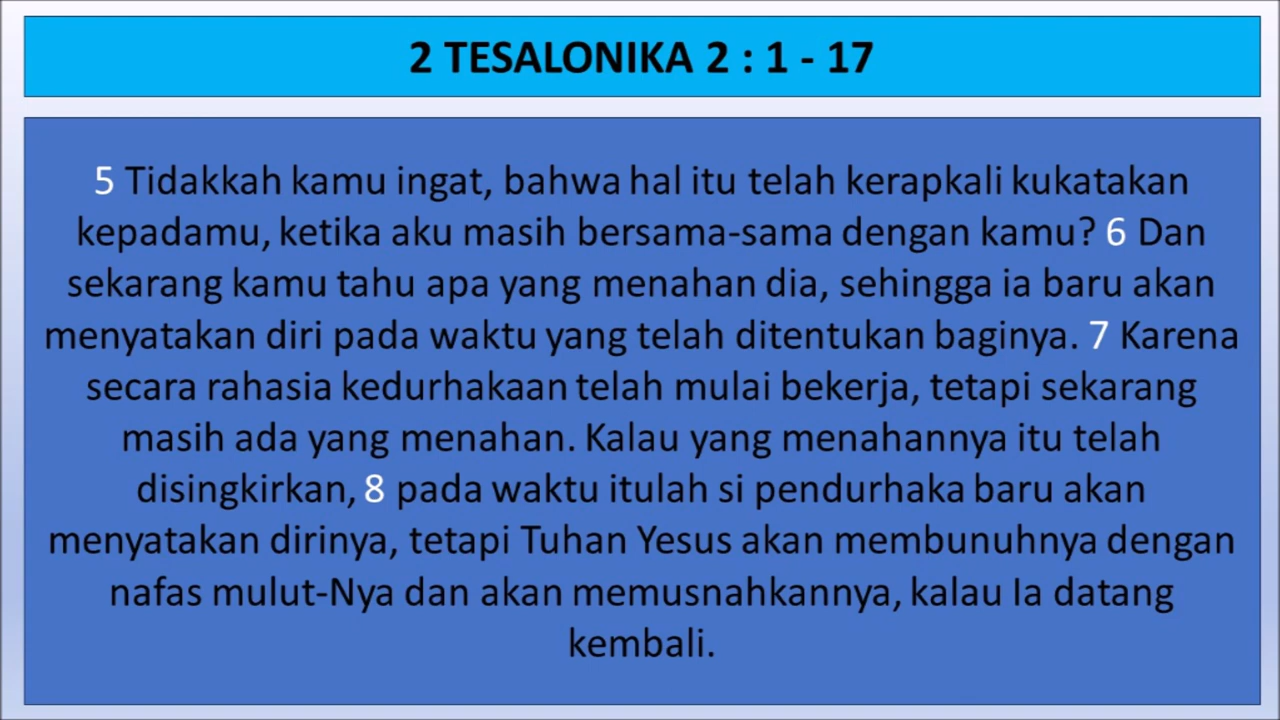 2 TESALONIKA 2 : 1 - 17
5 Tidakkah kamu ingat, bahwa hal itu telah kerapkali kukatakan
kepadamu, ketika aku masih bersama-sama dengan kamu? 6 Dan
sekarang kamu tahu apa yang menahan dia, sehingga ia baru akan
menyatakan diri pada waktu yang telah ditentukan baginya. 7 Karena
secara rahasia kedurhakaan telah mulai bekerja, tetapi sekarang
masih ada yang menahan. Kalau yang menahannya itu telah
disingkirkan, 8 pada waktu itulah si pendurhaka baru akan
menyatakan dirinya, tetapi Tuhan Yesus akan membunuhnya dengan
nafas mulut-Nya dan akan memusnahkannya, kalau Ia datang
kembali.